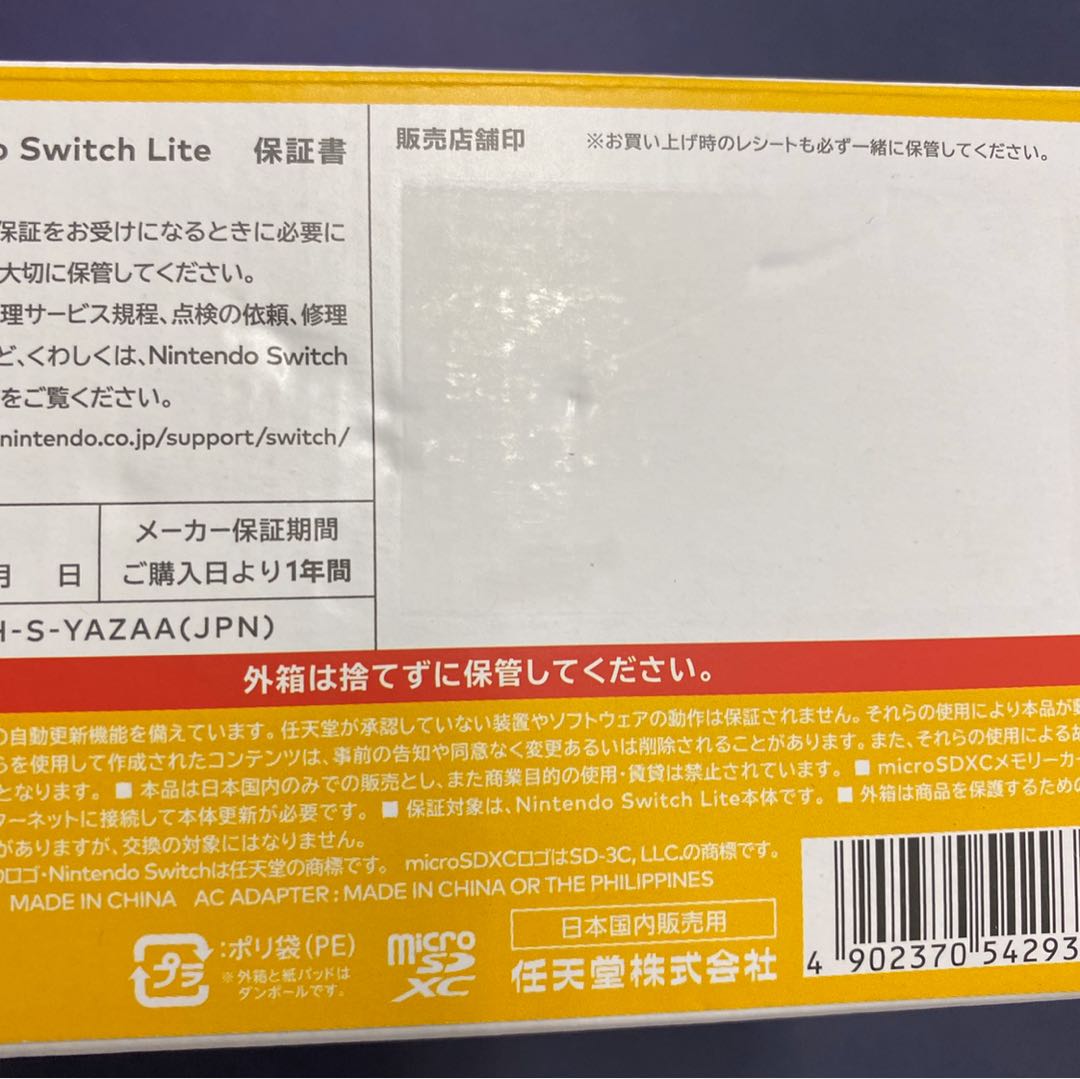 o Switch Lite 保証書
保証をお受けになるときに必要に
大切に保管してください。
理サービス規程、点検の依頼、修理
ど、くわしくは、Nintendo Switch
をご覧ください。
nintendo.co.jp/support/switch/
月 日
メーカー保証期間
ご購入日より1年間
H-S-YAZAA(JPN)
販売店舗印
※お買い上げ時のレシートも必ず一緒に保管してください。
外箱は捨てずに保管してください。
の自動更新機能を備えています。任天堂が承認していない装置やソフトウェアの動作は保証されません。それらの使用により本品が動
らを使用して作成されたコンテンツは、事前の告知や同意なく変更あるいは削除されることがあります。また、それらの使用による故
となります。 ■ 本品は日本国内のみでの販売とし、また商業目的の使用・賃貸は禁止されています。 ■ microSDXCメモリーカー
ターネットに接続して本体更新が必要です。 ■ 保証対象は、Nintendo Switch Lite本体です。 ■ 外箱は商品を保護するための
がありますが、交換の対象にはなりません。
のロゴ・Nintendo Switchは任天堂の商標です。 microSDXCロゴはSD-3C, LLC.の商標です。
MADE IN CHINA AC ADAPTER : MADE IN CHINA OR THE PHILIPPINES
プラ
:ポリ袋(PE)
※外箱と紙パッドは
ダンボールです。
micro
SD
XC
日本国内販売用
任天堂株式会社
4 902370 54293